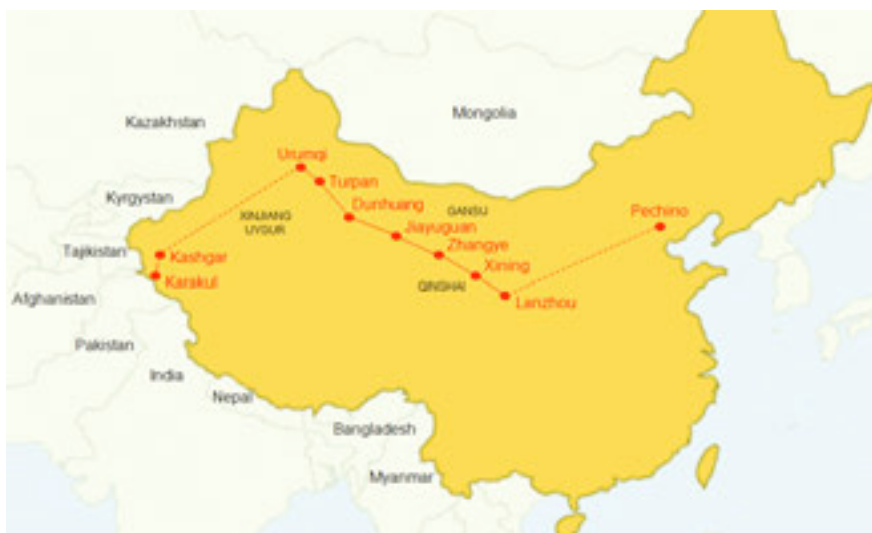 Mongolia
Kazakhstan
Urumqi
Turpan
Kyrgystan
Dunhuang
GANSU
Pechino
XINJIANG
UYGUR
Jiayuguan
Zhangye
Tajikistan
Kashgar
Xining
Karakul
QINGHAI
Afghanistan
Lanzhou
Pakistan
India
Nepal
Bangladesh
Myanmar